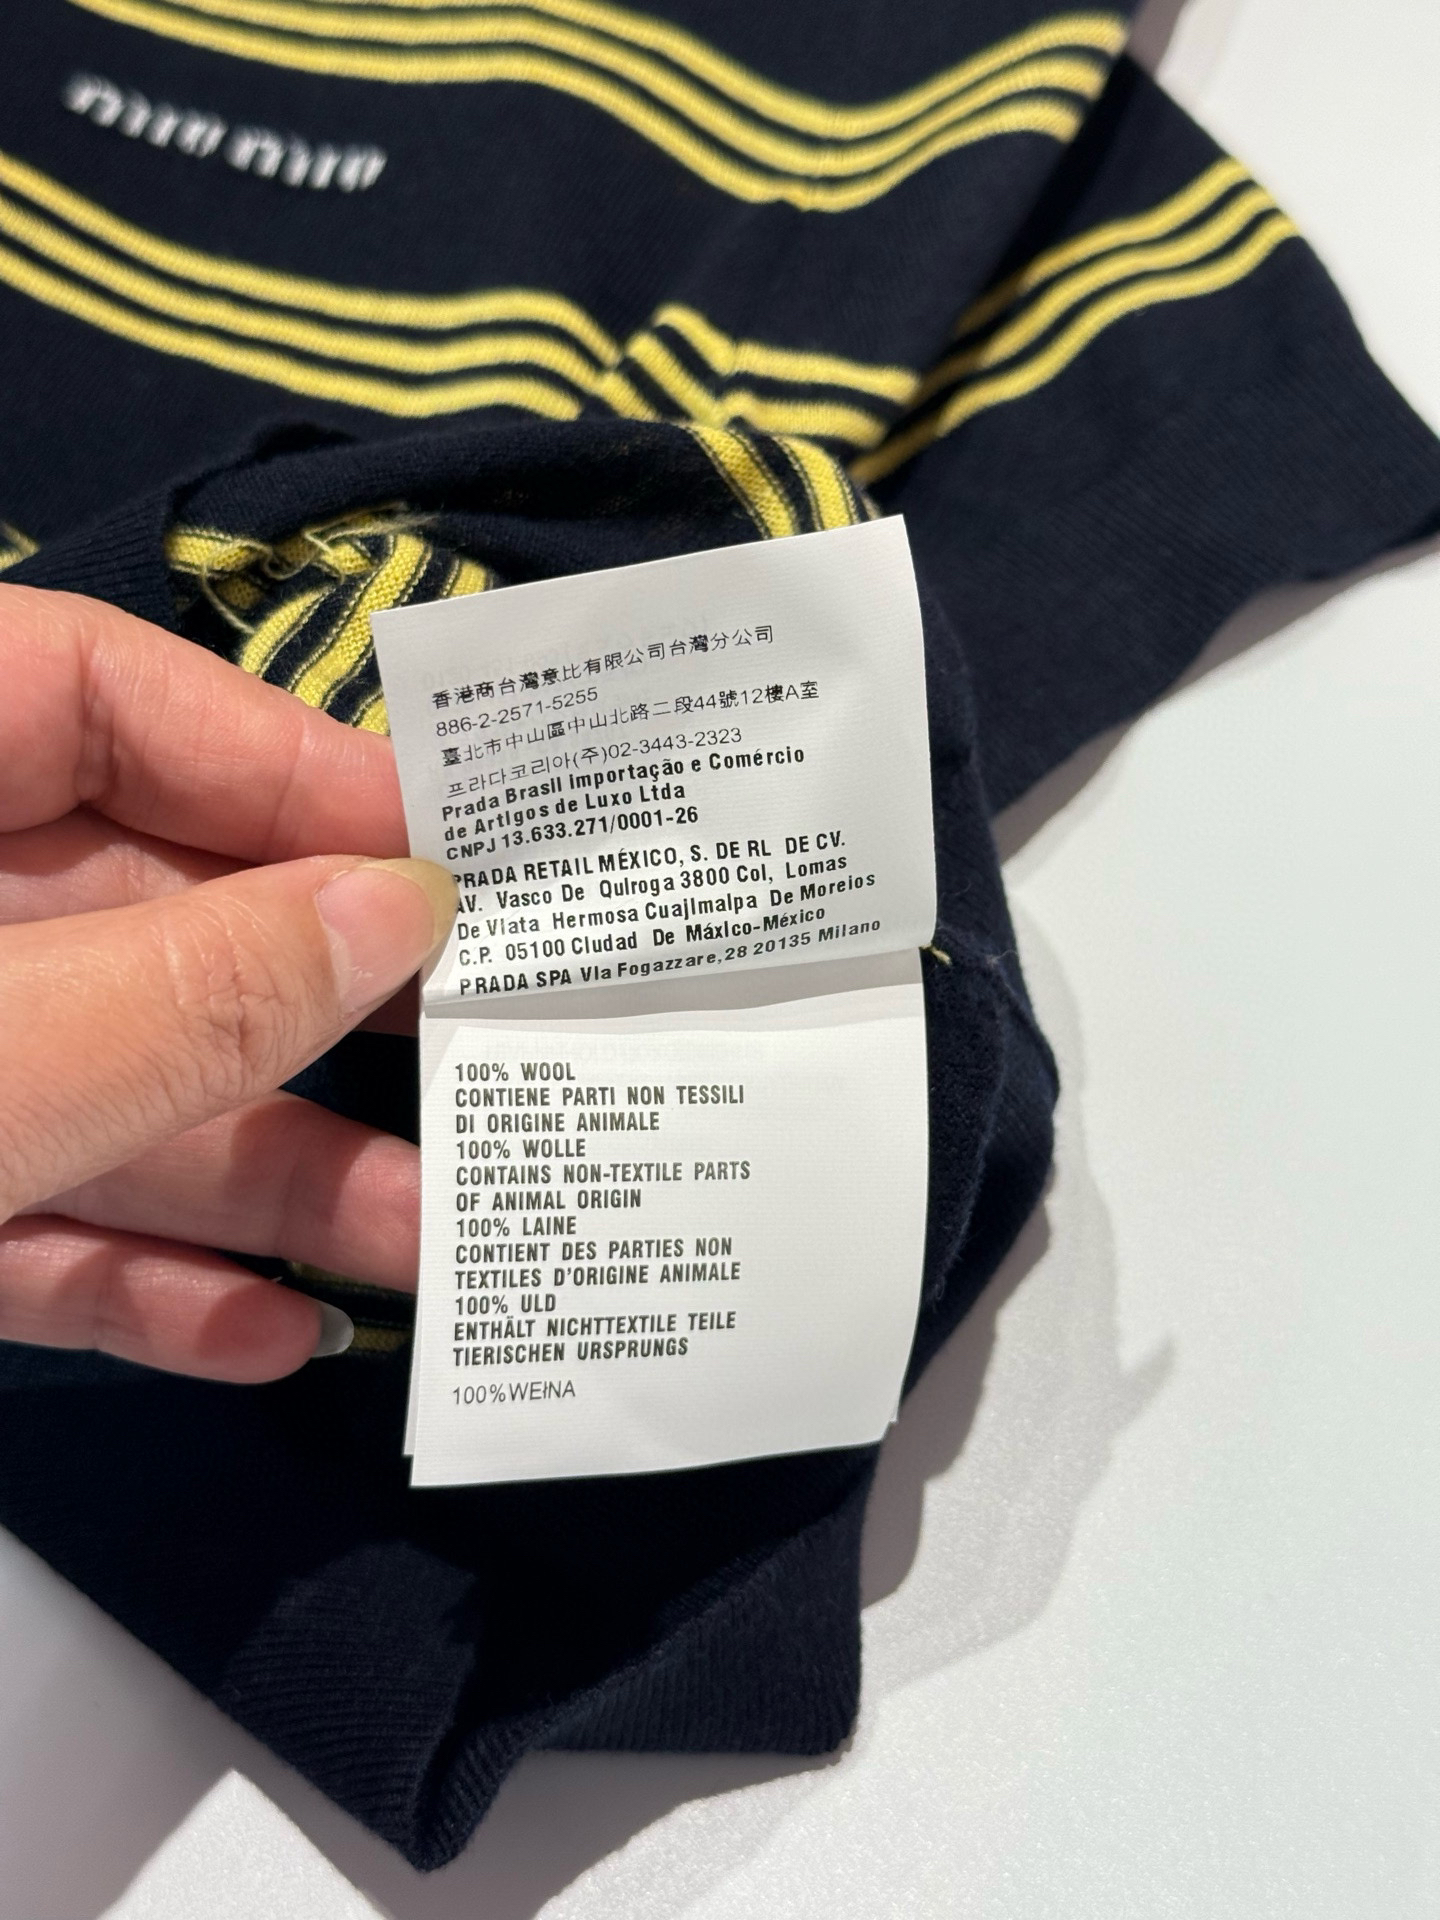 miu miu
香港商台灣意比有限公司台灣分公司
886-2-2571-5255
臺北市中山區中山北路二段44號12樓A室
프라다코리아(주)02-3443-2323
Prada Brasil Importação e Comércio
de ArtIgos de Luxo Ltda
CNPJ 13.633.271/0001-26
PRADA RETAIL MÉXICO, S. DE RL DE CV.
AV. Vasco De QuIroga 3800 Col, Lomas
De VIata Hermosa CuajImalpa De MoreIos
C.P. 05100 CIudad De MáxIco-México
PRADA SPA VIa Fogazzare,28 20135 Milano
100% WOOL
CONTIENE PARTI NON TESSILI
DI ORIGINE ANIMALE
100% WOLLE
CONTAINS NON-TEXTILE PARTS
OF ANIMAL ORIGIN
100% LAINE
CONTIENT DES PARTIES NON
TEXTILES D'ORIGINE ANIMALE
100% ULD
ENTHÄLT NICHTTEXTILE TEILE
TIERISCHEN URSPRUNGS
100%WEŁNA